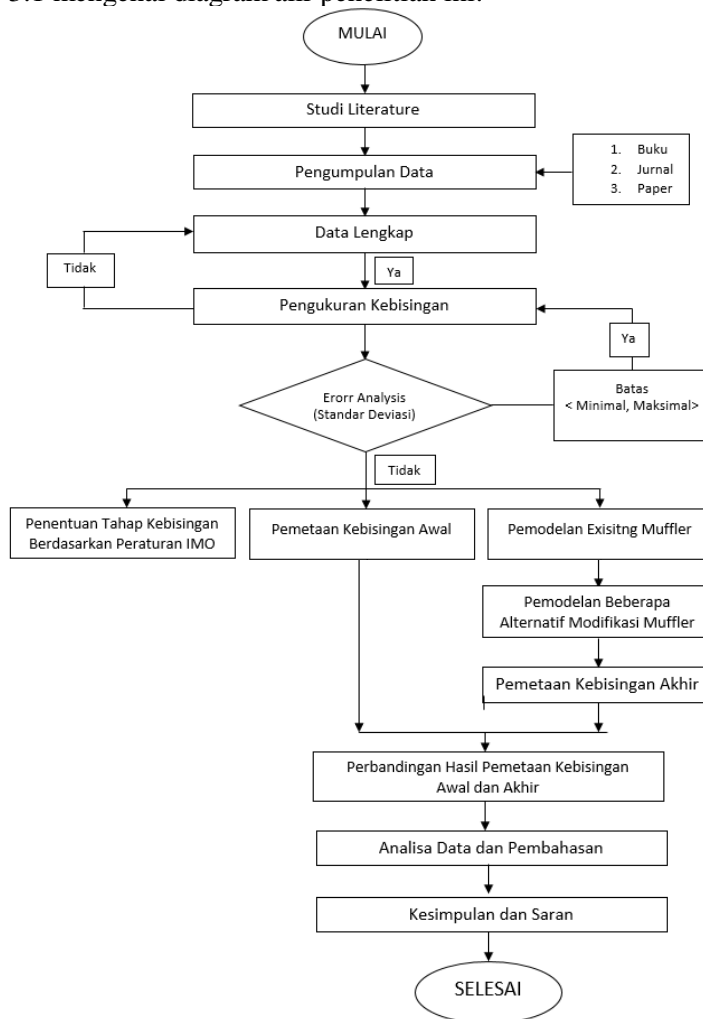 3.1 mengenai diagram alir penelitian ini.
MULAI
Studi Literature
Pengumpulan Data
1. Buku
2. Jurnal
3. Paper
Data Lengkap
Tidak
Ya
Pengukuran Kebisingan
Ya
Erorr Analysis
(Standar Deviasi)
Batas
< Minimal, Maksimal>
Tidak
Penentuan Tahap Kebisingan
Berdasarkan Peraturan IMO
Pemetaan Kebisingan Awal
Pemodelan Exisitng Muffler
Pemodelan Beberapa
Alternatif Modifikasi Muffler
Pemetaan Kebisingan Akhir
Perbandingan Hasil Pemetaan Kebisingan
Awal dan Akhir
Analisa Data dan Pembahasan
Kesimpulan dan Saran
SELESAI